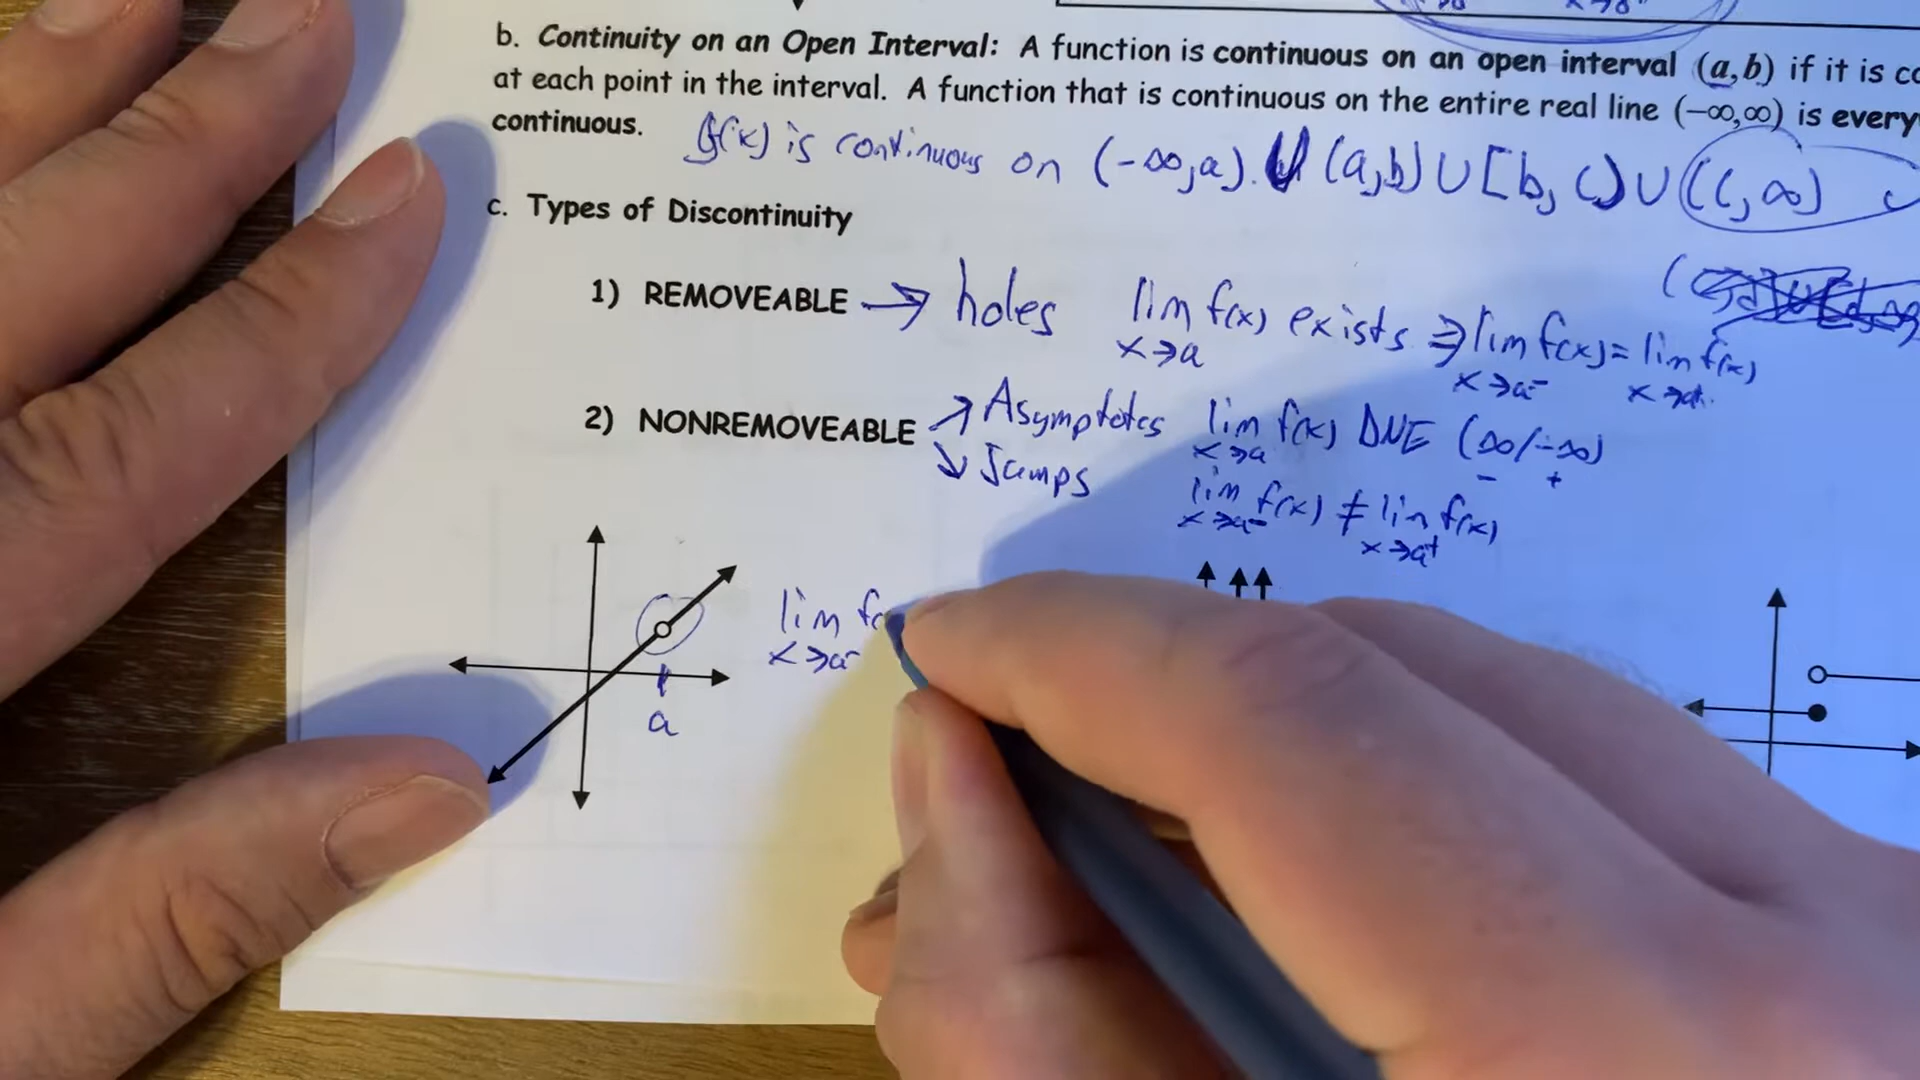 b. Continuity on an Open Interval: A function is continuous on an open interval (a,b) if it is co
at each point in the interval. A function that is continuous on the entire real line (−∞,∞) is every
continuous. f(x) is continuous on (-∞,a) ∪ (a,b) ∪ [b, c) ∪ (c, ∞)
c. Types of Discontinuity
1) REMOVEABLE → holes lim f(x) exists ⇒ lim f(x) = lim f(x)
x→a x→a⁻ x→a⁺
2) NONREMOVEABLE ↗ Asymptotes lim f(x) DNE (∞/-∞)
x→a - +
↘ Jumps lim f(x) ≠ lim f(x)
x→a⁻ x→a⁺
lim f(
x→a⁻
a